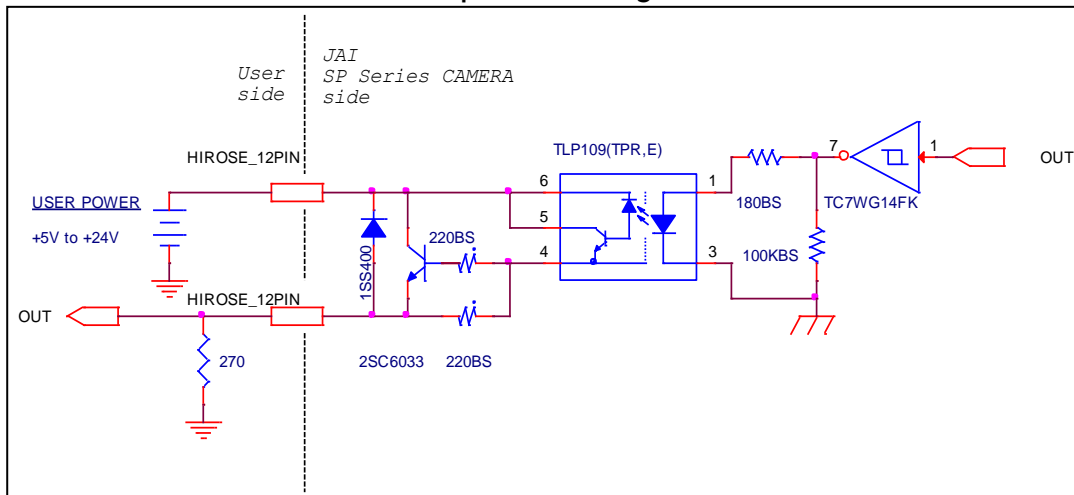 JAI
User SP Series CAMERA
side side
HIROSE_12PIN
TLP109(TPR,E)
7
1
OUT
6
1
USER POWER
+5V to +24V
5
180BS
TC7WG14FK
220BS
4
3
100KBS
1SS400
HIROSE_12PIN
OUT
270
2SC6033
220BS